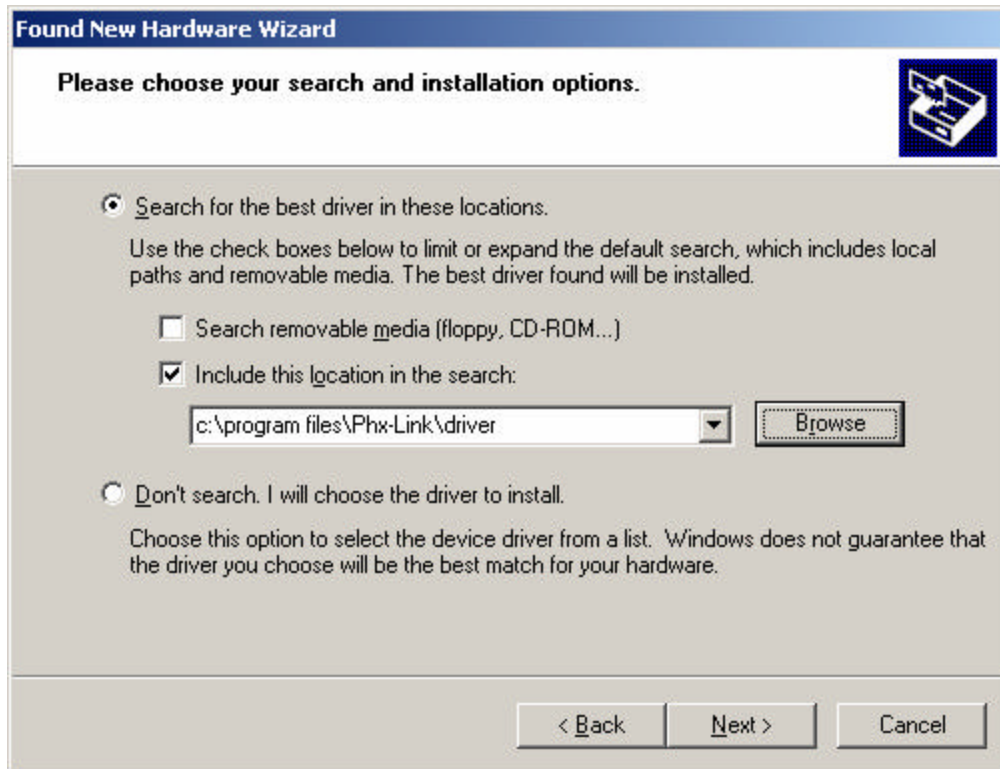 Found New Hardware Wizard
Please choose your search and installation options.
Search for the best driver in these locations.
Use the check boxes below to limit or expand the default search, which includes local
paths and removable media. The best driver found will be installed.
Search removable media (floppy, CD-ROM...)
Include this location in the search:
c:\program files\Phx-Link\driver
Browse
Don't search. I will choose the driver to install.
Choose this option to select the device driver from a list. Windows does not guarantee that
the driver you choose will be the best match for your hardware.
< Back
Next >
Cancel